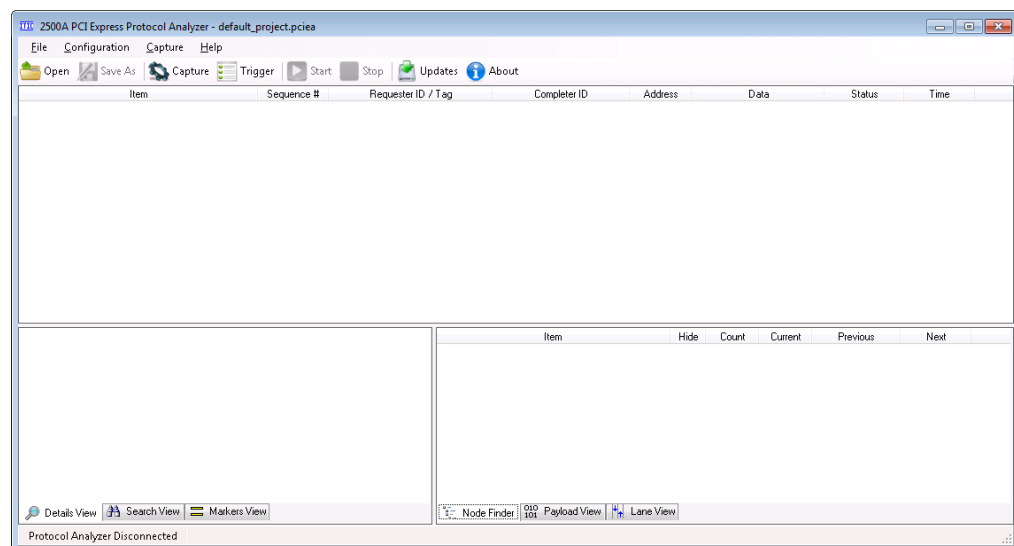 2500A PCI Express Protocol Analyzer - default_project.pciea
File Configuration Capture Help
Open Save As Capture Trigger Start Stop Updates About
Item Sequence # Requester ID / Tag Completer ID Address Data Status Time
Item Hide Count Current Previous Next
Details View Search View Markers View
Node Finder 010 101 Payload View Lane View
Protocol Analyzer Disconnected